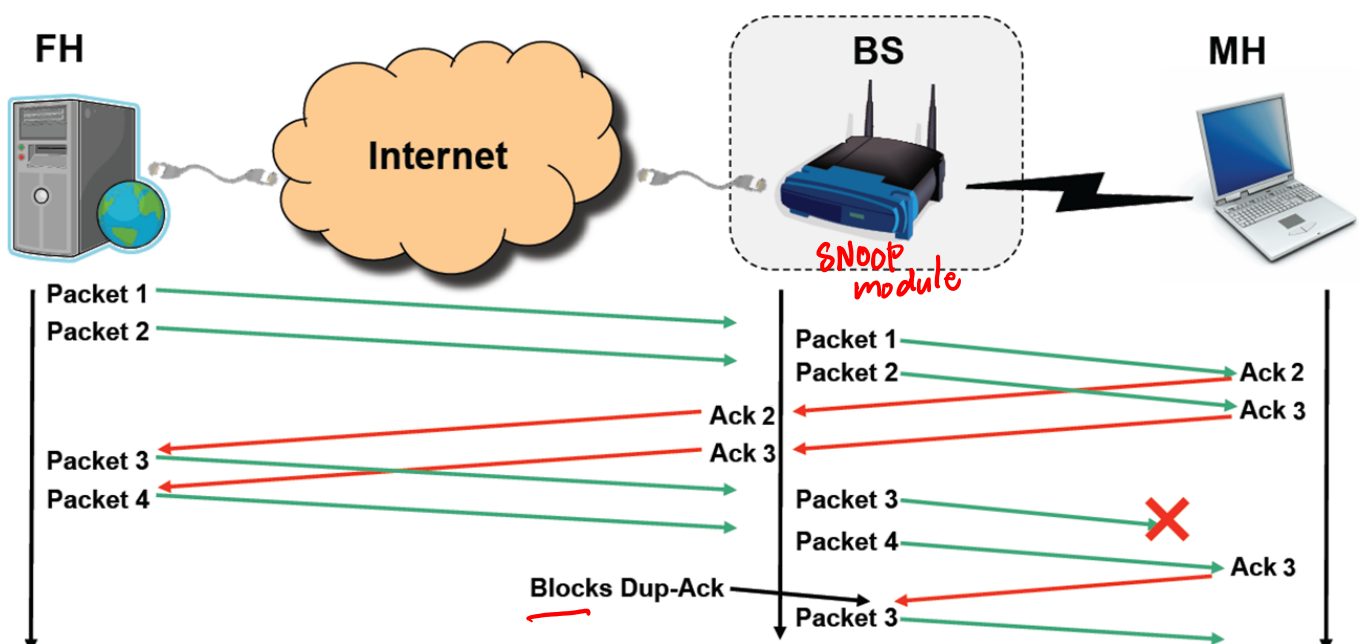 FH
BS
MH
Internet
SNOOP
module
Packet 1
Packet 2
Packet 1
Packet 2
Ack 2
Ack 3
Ack 2
Ack 3
Packet 3
Packet 4
Packet 3
Packet 4
Ack 3
Blocks Dup-Ack
Packet 3